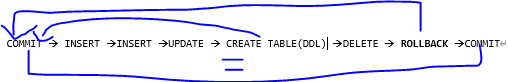 COMMIT → INSERT →INSERT →UPDATE → CREATE TABLE(DDL) →DELETE → ROLLBACK →COMMIT↵